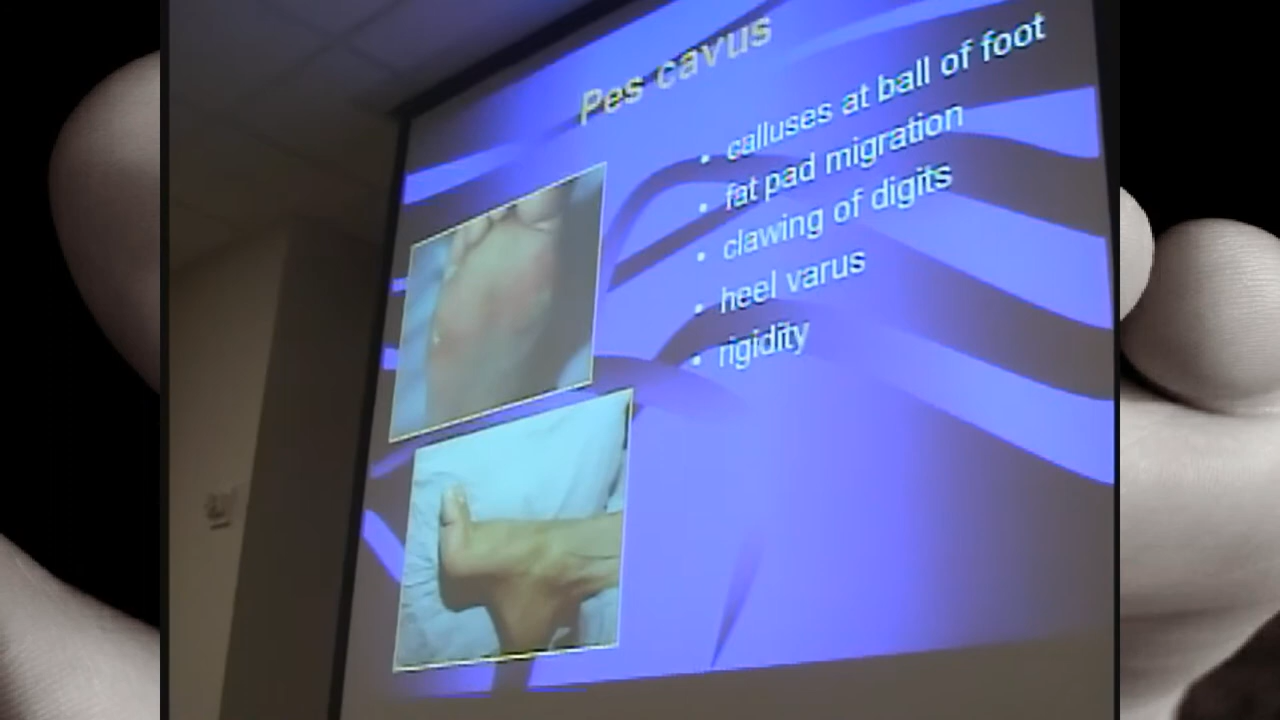 Pes cavus
• calluses at ball of foot
• fat pad migration
• clawing of digits
• heel varus
• rigidity